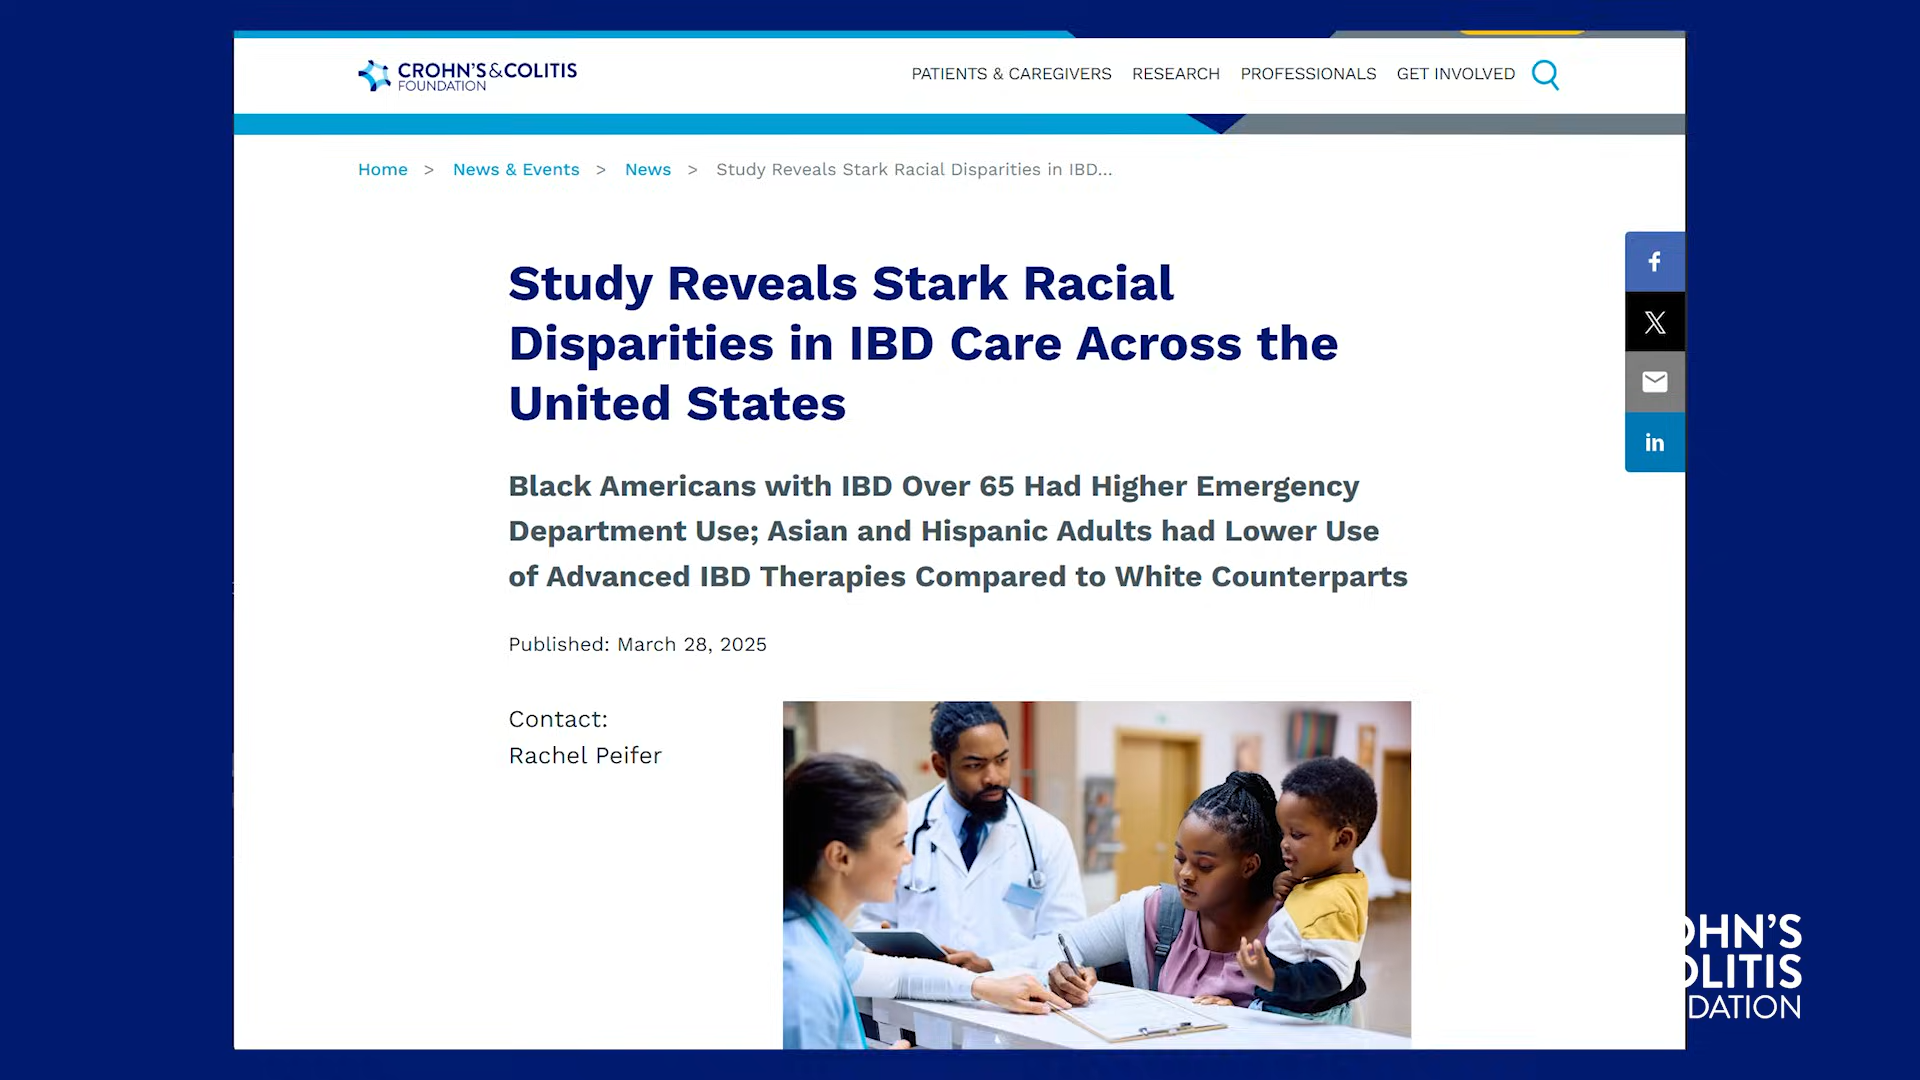 CROHN'S & COLITIS
FOUNDATION
PATIENTS & CAREGIVERS RESEARCH PROFESSIONALS GET INVOLVED
Home > News & Events > News > Study Reveals Stark Racial Disparities in IBD...
Study Reveals Stark Racial
Disparities in IBD Care Across the
United States
Black Americans with IBD Over 65 Had Higher Emergency
Department Use; Asian and Hispanic Adults had Lower Use
of Advanced IBD Therapies Compared to White Counterparts
Published: March 28, 2025
Contact:
Rachel Peifer
f
X
in
OHN'S
OLITIS
NDATION